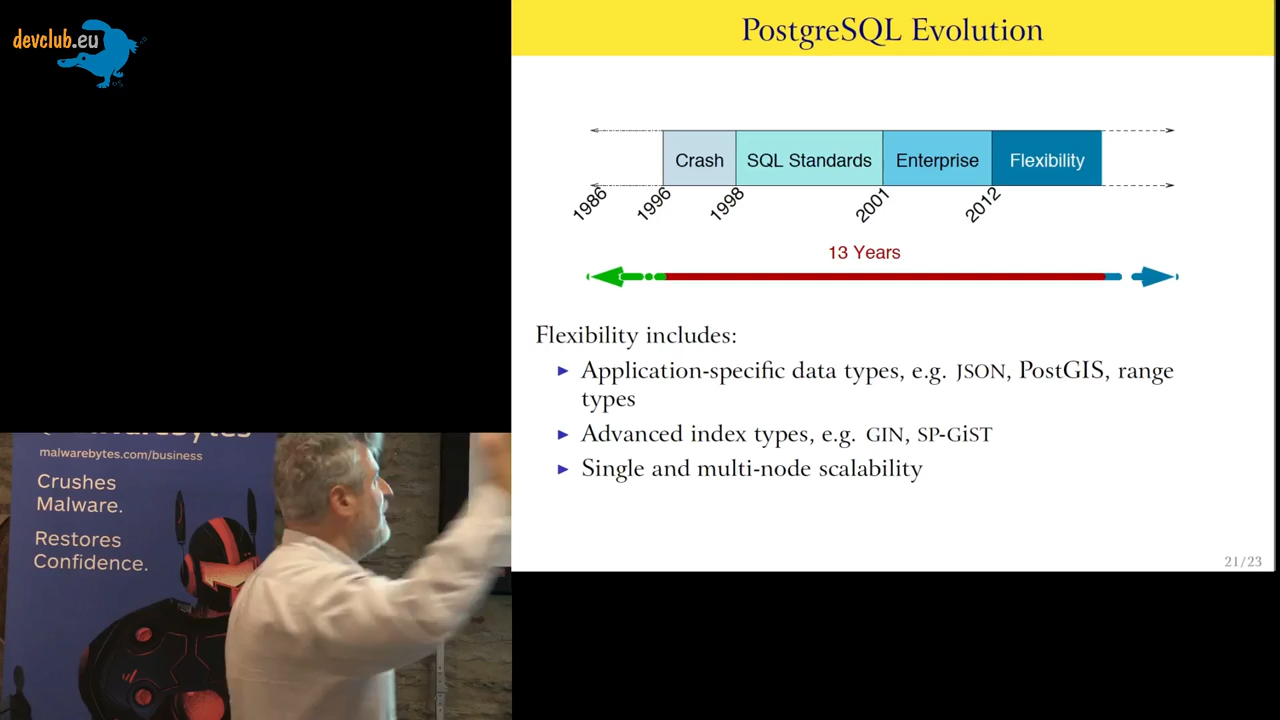 devclub.eu
PostgreSQL Evolution
Crash
SQL Standards
Enterprise
Flexibility
1986
1996
1998
2001
2012
13 Years
Flexibility includes:
► Application-specific data types, e.g. JSON, PostGIS, range
types
► Advanced index types, e.g. GIN, SP-GiST
► Single and multi-node scalability
21/23
malwarebytes.com/business
Crushes
Malware.
Restores
Confidence.